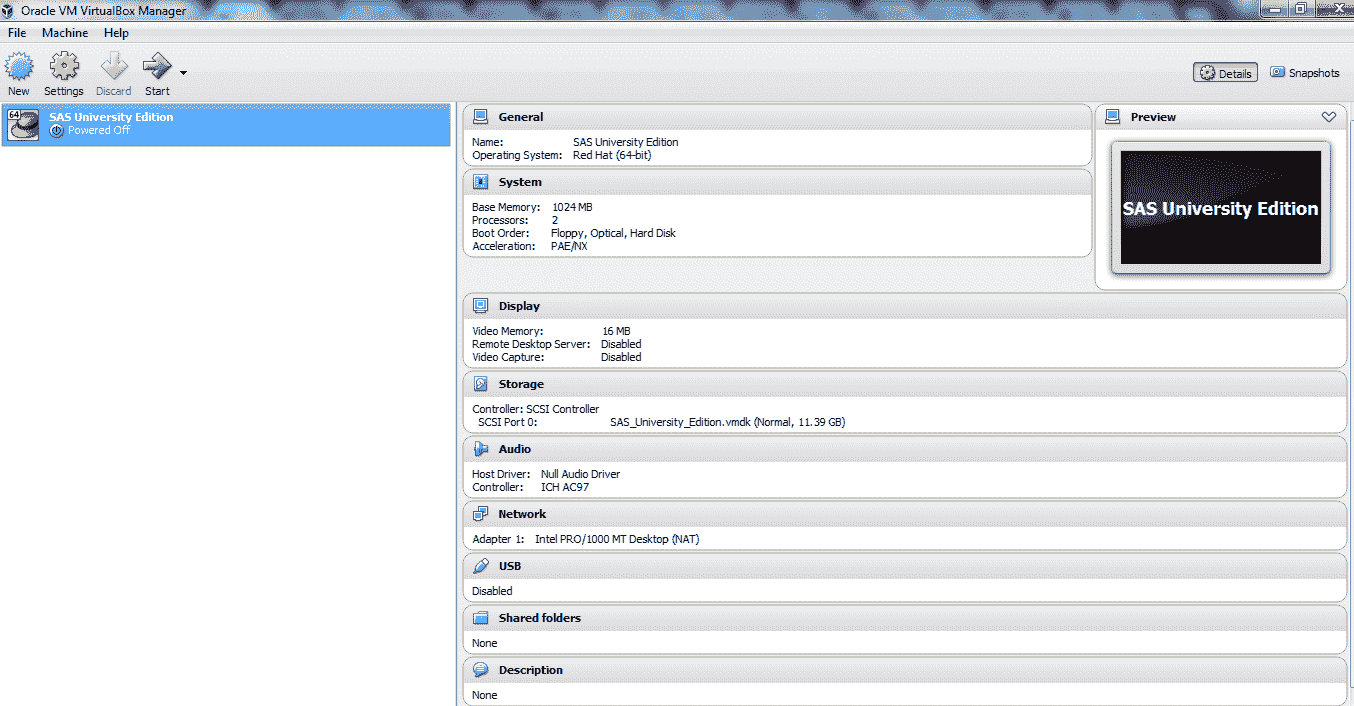 Oracle VM VirtualBox Manager
File Machine Help
New Settings Discard Start
Details Snapshots
64
SAS University Edition
Powered Off
General
Name: SAS University Edition
Operating System: Red Hat (64-bit)
System
Base Memory: 1024 MB
Processors: 2
Boot Order: Floppy, Optical, Hard Disk
Acceleration: PAE/NX
Preview
SAS University Edition
Display
Video Memory: 16 MB
Remote Desktop Server: Disabled
Video Capture: Disabled
Storage
Controller: SCSI Controller
SCSI Port 0: SAS_University_Edition.vmdk (Normal, 11.39 GB)
Audio
Host Driver: Null Audio Driver
Controller: ICH AC97
Network
Adapter 1: Intel PRO/1000 MT Desktop (NAT)
USB
Disabled
Shared folders
None
Description
None